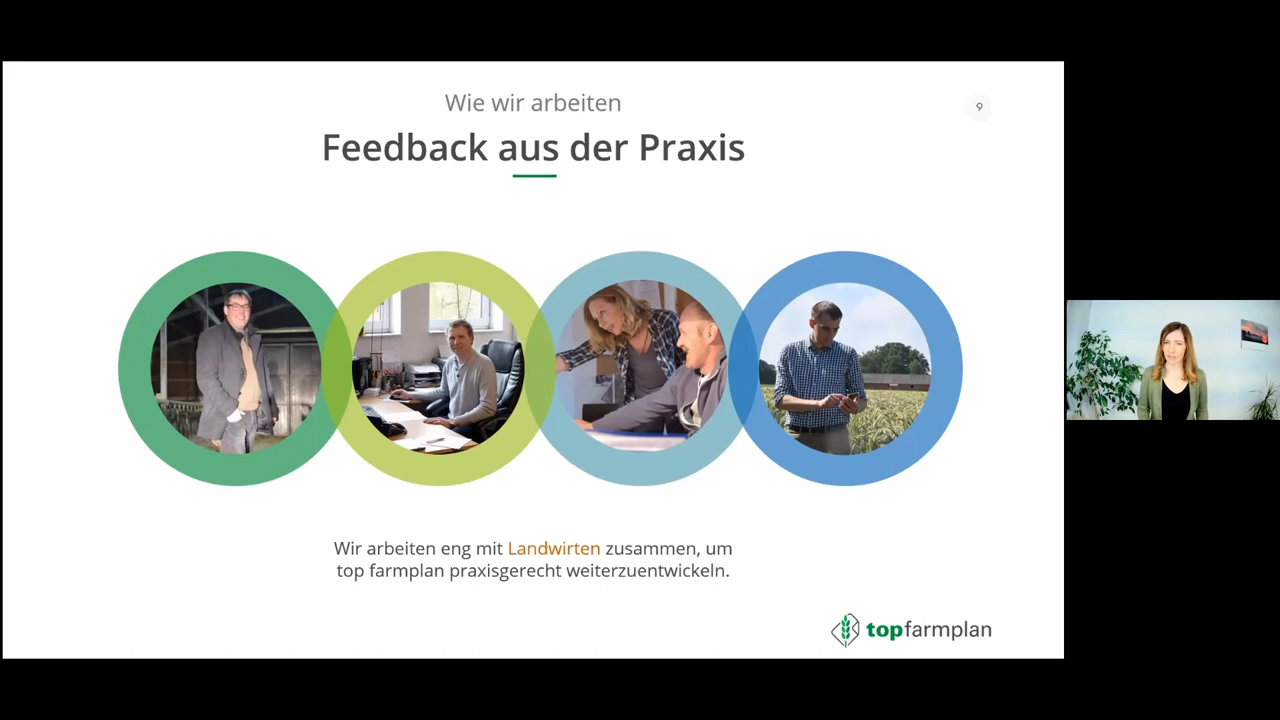 Wie wir arbeiten
9
Feedback aus der Praxis
Wir arbeiten eng mit Landwirten zusammen, um
top farmplan praxisgerecht weiterzuentwickeln.
topfarmplan